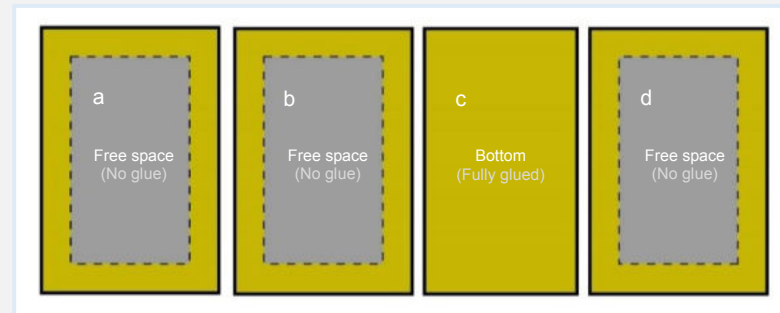 a
Free space
(No glue)
b
Free space
(No glue)
c
Bottom
(Fully glued)
d
Free space
(No glue)